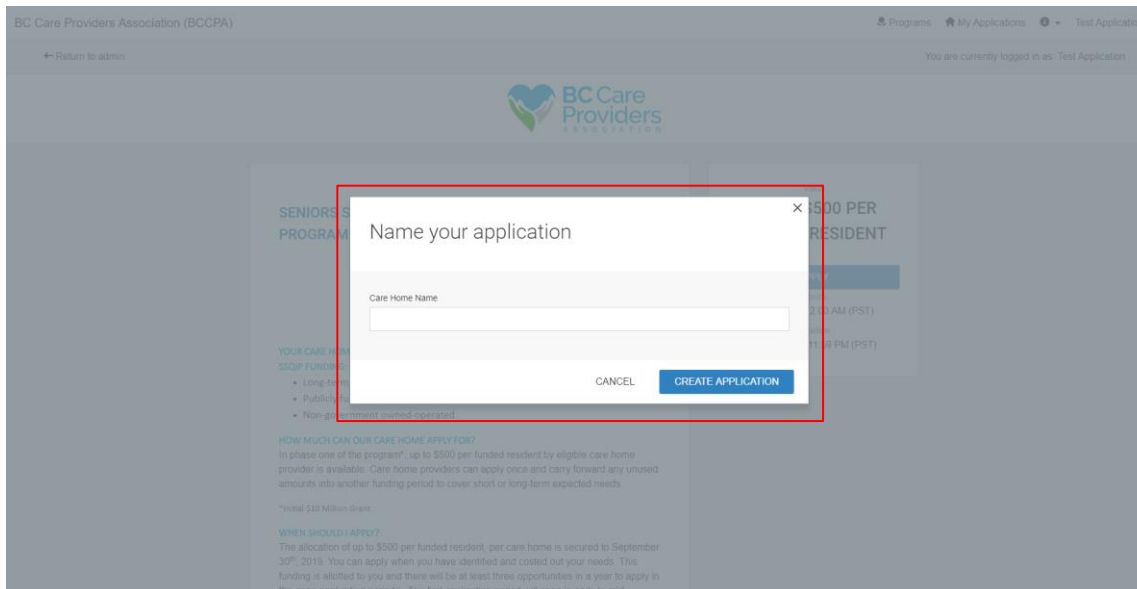 BC Care Providers Association (BCCPA)
Programs My Applications Test Applicatio
Return to admin
You are currently logged in as: Test Application
BC Care
Providers
ASSOCIATION
SENIORS S
PROGRAM
$500 PER
RESIDENT
Name your application
Care Home Name
CANCEL CREATE APPLICATION
AM (PST)
PM (PST)
YOUR CARE HOM
SSQIP FUNDING
Long-term
Publicly-fu
Non-government owned-operated
HOW MUCH CAN OUR CARE HOME APPLY FOR?
In phase one of the program*, up to $500 per funded resident by eligible care home
provider is available. Care home providers can apply once and carry forward any unused
amounts into another funding period to cover short or long-term expected needs.
*Initial $10 Million Grant
WHEN SHOULD I APPLY?
The allocation of up to $500 per funded resident, per care home is secured to September
30th, 2019. You can apply when you have identified and costed out your needs. This
funding is allotted to you and there will be at least three opportunities in a year to apply in